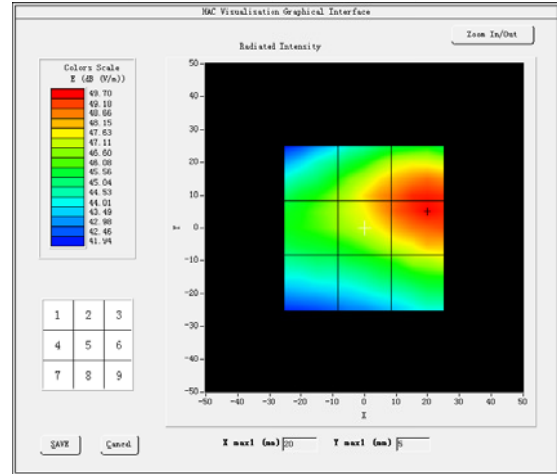 HAC Visualisation Graphical Interface
Zoom In/Out
Radiated Intensity
Colors Scale
E (dB (V/m))
49.70
49.18
48.66
48.15
47.63
47.11
46.60
46.08
45.56
45.04
44.53
44.01
43.49
42.98
42.46
41.94
50
40
30
20
10
0
-10
-20
-30
-40
-50
Y
-50 -40 -30 -20 -10 0 10 20 30 40 50
X
1 2 3
4 5 6
7 8 9
SAVE
Cancel
X max1 (mm) 20
Y max1 (mm) 5